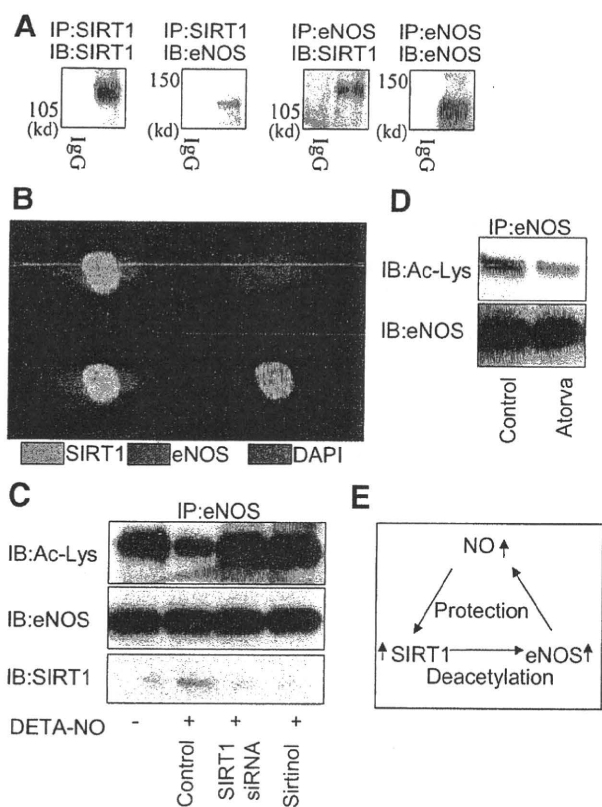 A
IP:SIRT1 IP:SIRT1 IP:eNOS IP:eNOS
IB:SIRT1 IB:eNOS IB:SIRT1 IB:eNOS
150 150
105 105
(kd) (kd)
IgG IgG IgG IgG
B
SIRT1 eNOS DAPI
D
IP:eNOS
IB:Ac-Lys
IB:eNOS
Control Atorva
C
IP:eNOS
IB:Ac-Lys
IB:eNOS
IB:SIRT1
DETA-NO - + + +
Control SIRT1 siRNA Sirtinol
E
NO
Protection
SIRT1 eNOS
Deacetylation